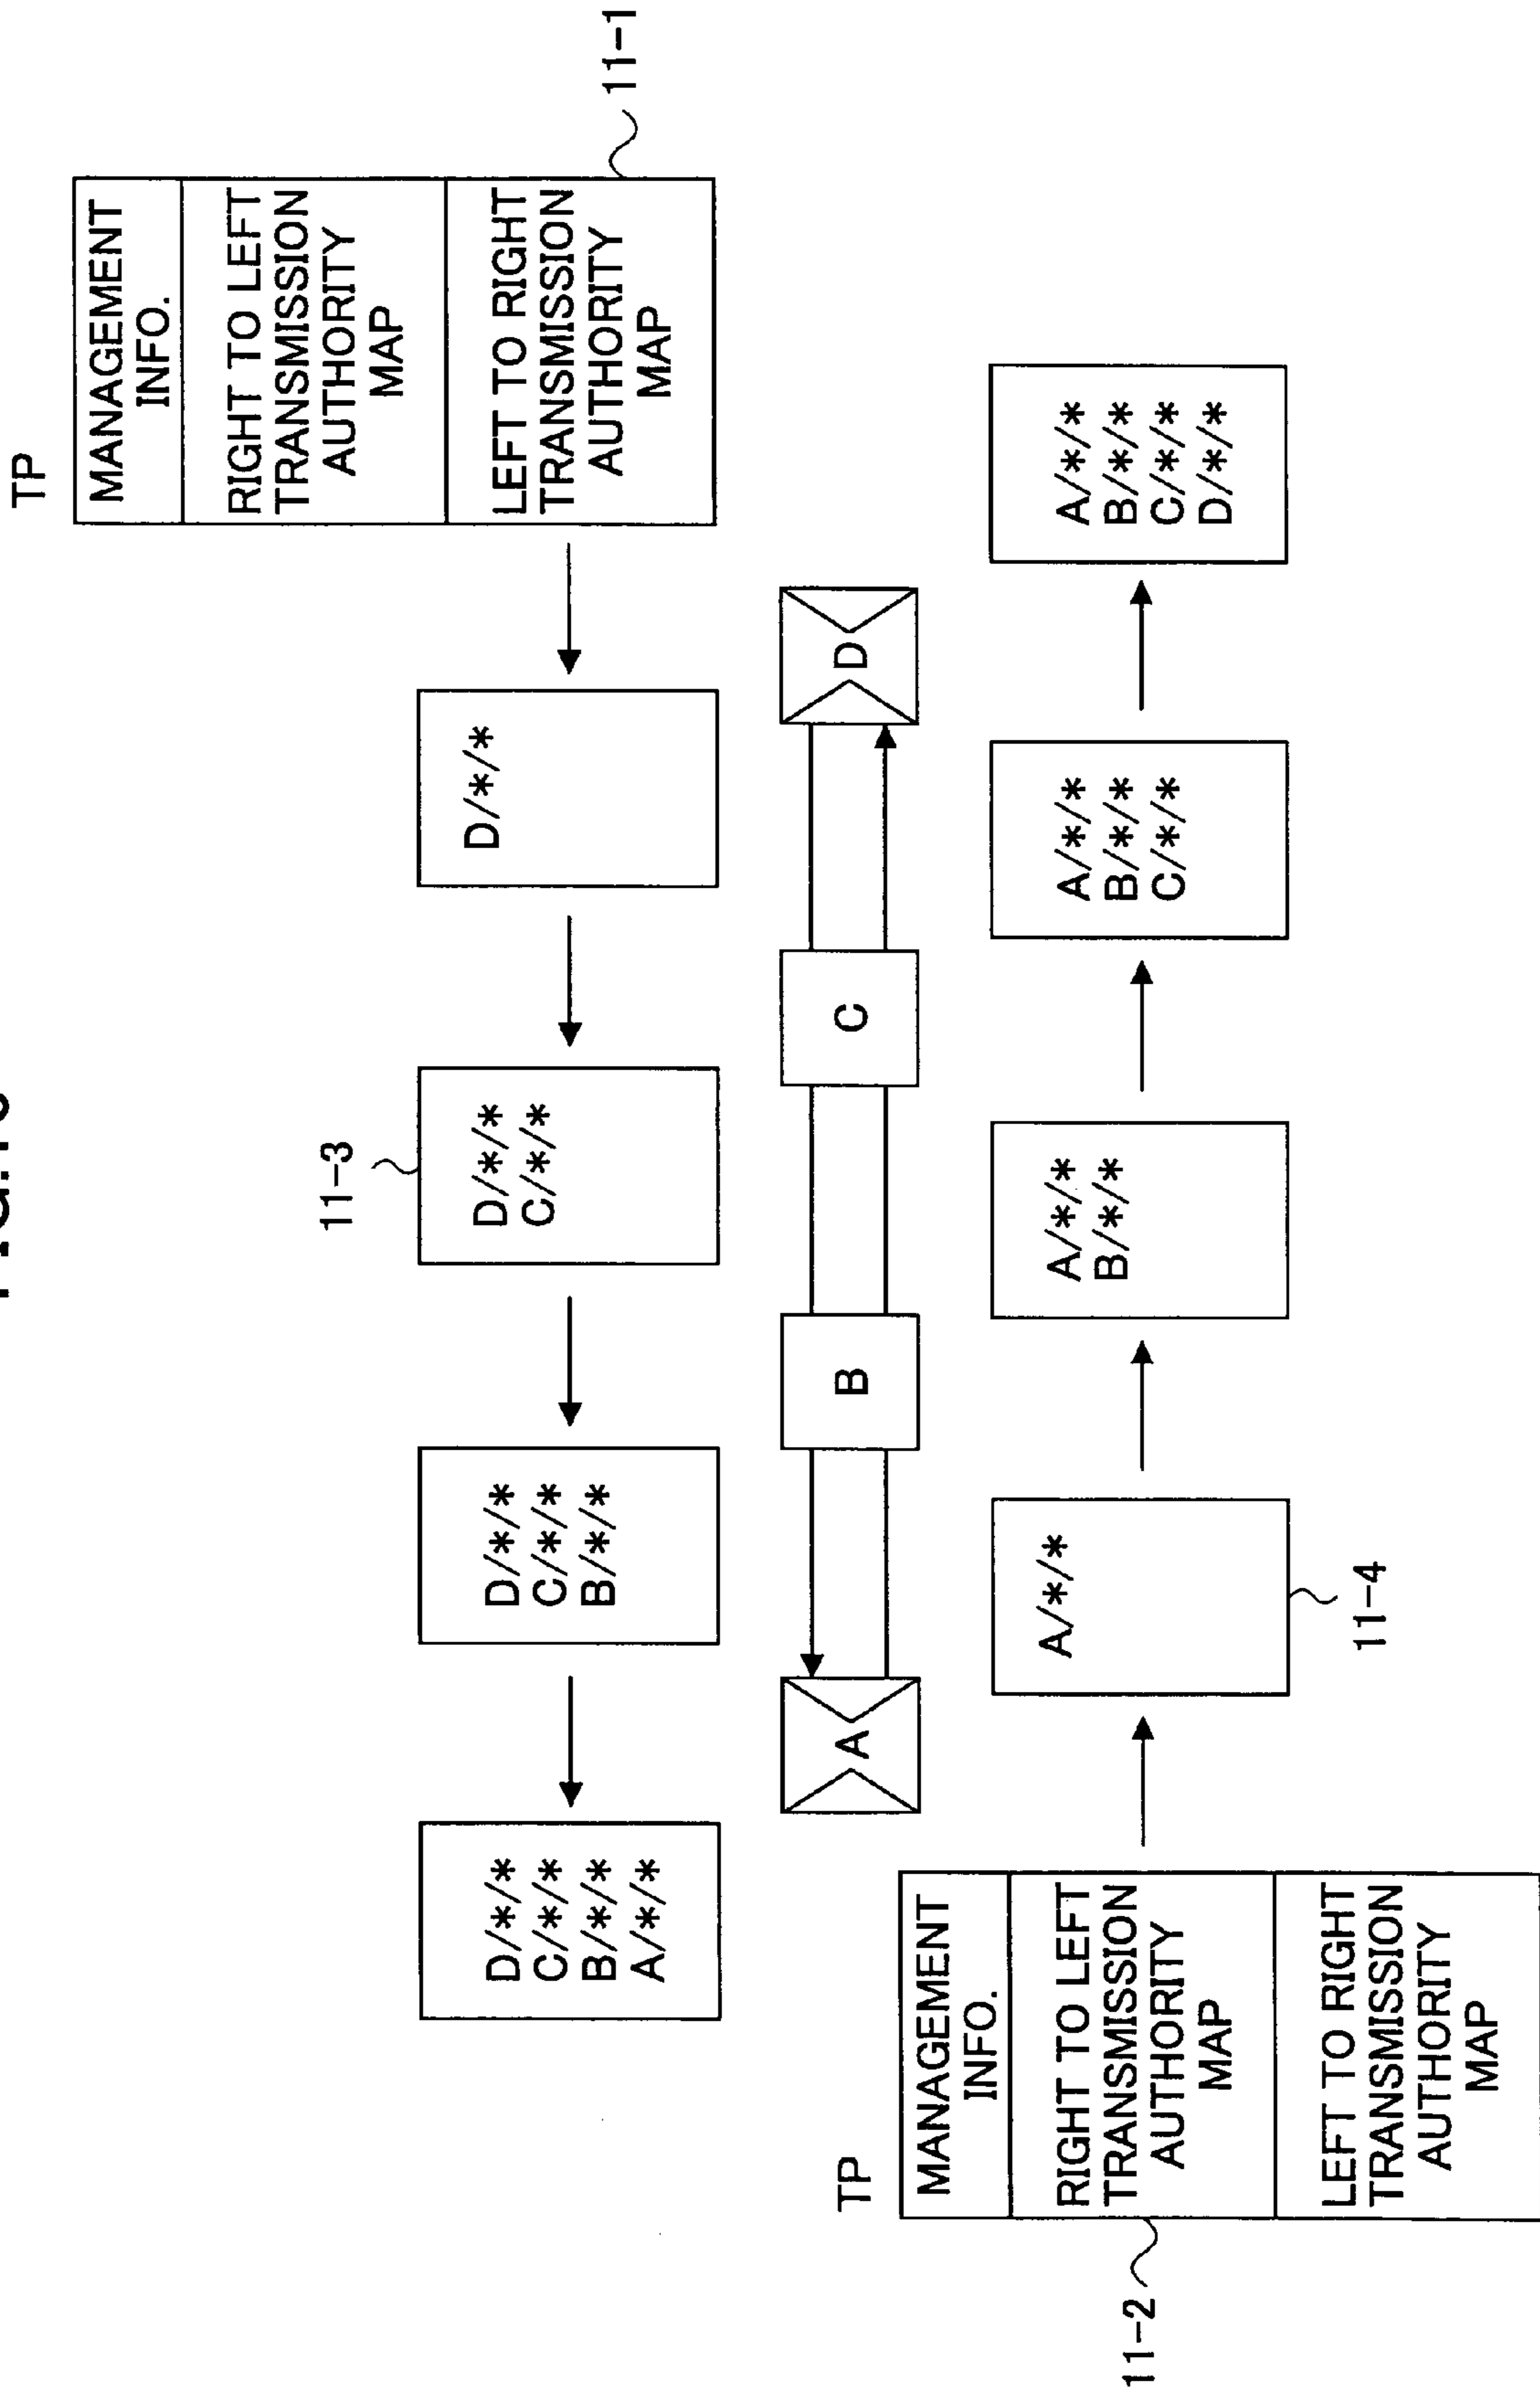 TP
MANAGEMENT
INFO.
RIGHT TO LEFT
TRANSMISSION
AUTHORITY
MAP
LEFT TO RIGHT
TRANSMISSION
AUTHORITY
MAP
11-1
11-3
D/*/*
C/*/*
B/*/*
A/*/*
D/*/*
C/*/*
B/*/*
D/*/*
C/*/*
D/*/*
A
B
C
D
TP
MANAGEMENT
INFO.
RIGHT TO LEFT
TRANSMISSION
AUTHORITY
MAP
LEFT TO RIGHT
TRANSMISSION
AUTHORITY
MAP
11-2
A/*/*
11-4
A/*/*
B/*/*
A/*/*
B/*/*
C/*/*
A/*/*
B/*/*
C/*/*
D/*/*